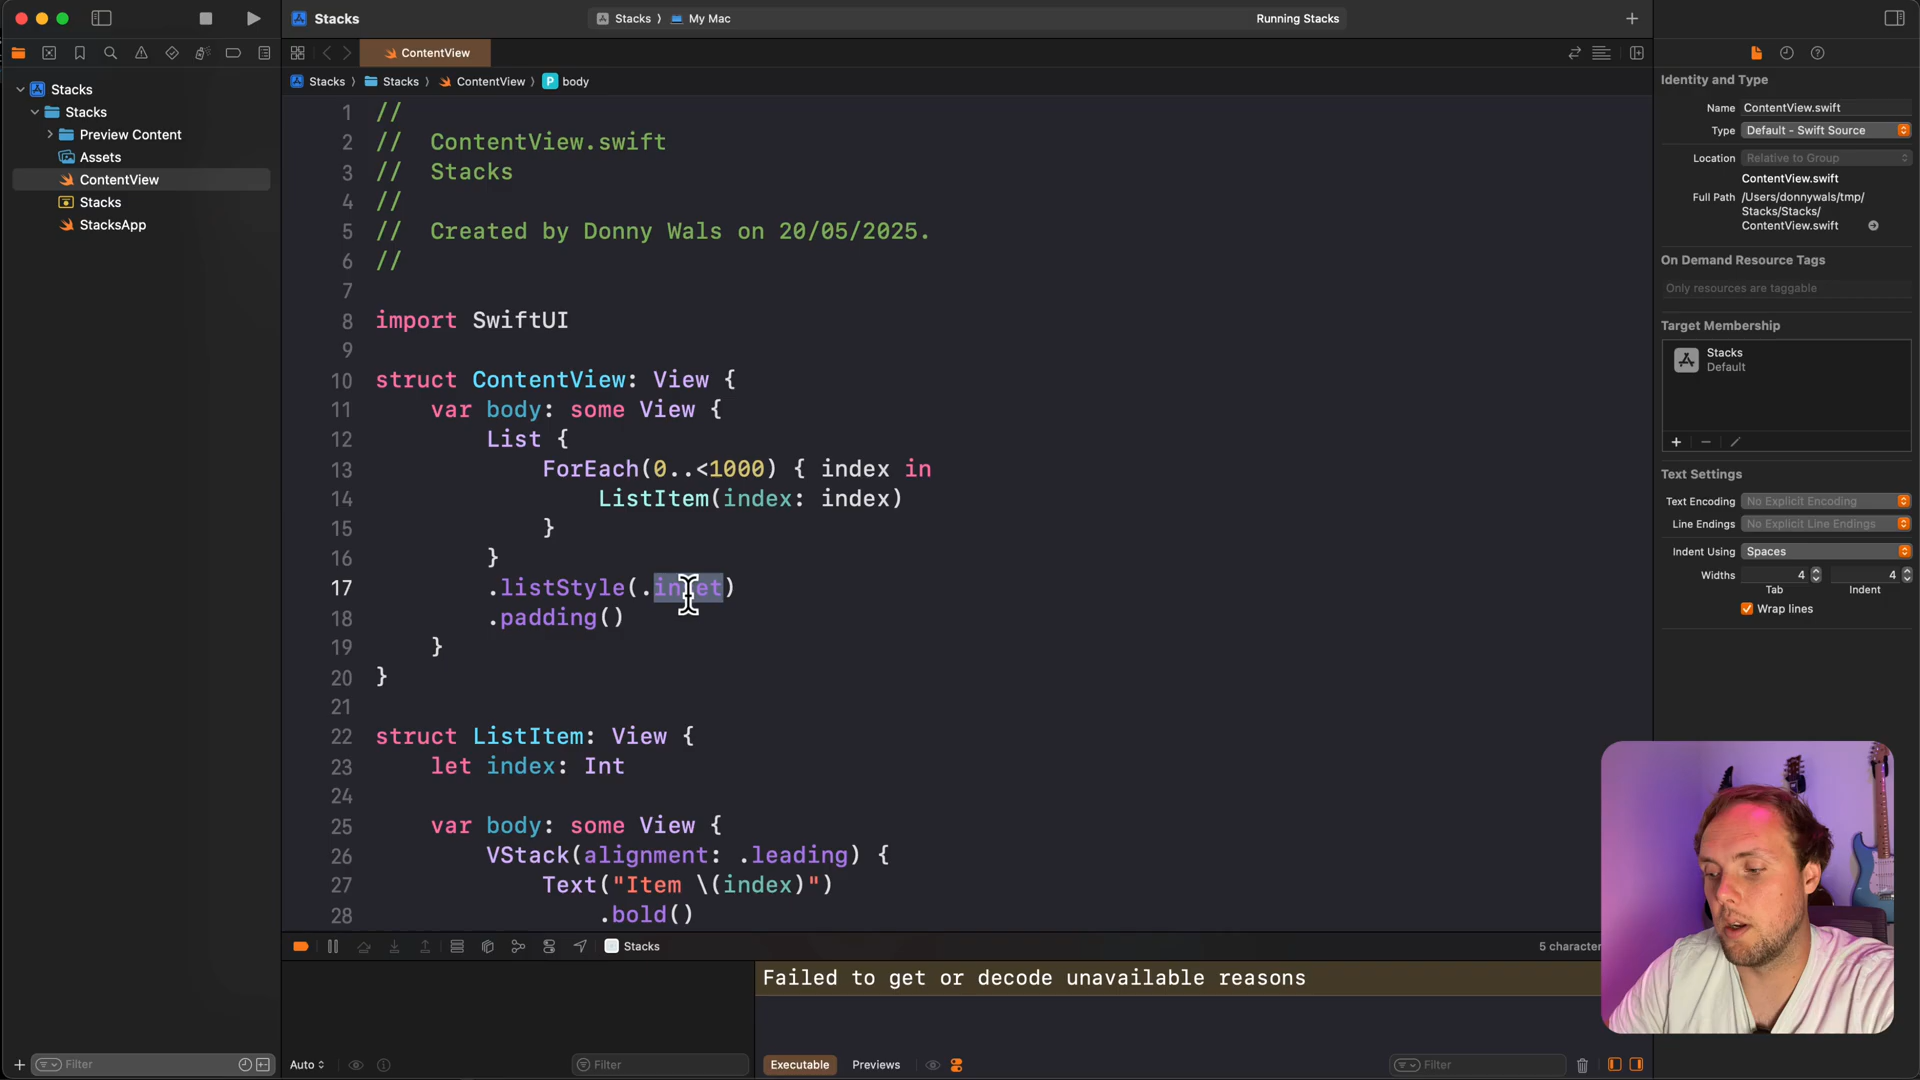 Stacks
Stacks 〉 My Mac
Running Stacks
ContentView
Stacks 〉 Stacks 〉 ContentView 〉 P body
Stacks
Stacks
Preview Content
Assets
ContentView
Stacks
StacksApp
1 //
2 // ContentView.swift
3 // Stacks
4 //
5 // Created by Donny Wals on 20/05/2025.
6 //
7
8 import SwiftUI
9
10 struct ContentView: View {
11 var body: some View {
12 List {
13 ForEach(0..<1000) { index in
14 ListItem(index: index)
15 }
16 }
17 .listStyle(.inset)
18 .padding()
19 }
20 }
21
22 struct ListItem: View {
23 let index: Int
24
25 var body: some View {
26 VStack(alignment: .leading) {
27 Text("Item \(index)")
28 .bold()
Identity and Type
Name ContentView.swift
Type Default - Swift Source
Location Relative to Group
ContentView.swift
Full Path /Users/donnywals/tmp/
Stacks/Stacks/
ContentView.swift
On Demand Resource Tags
Only resources are taggable
Target Membership
Stacks
Default
Text Settings
Text Encoding No Explicit Encoding
Line Endings No Explicit Line Endings
Indent Using Spaces
Widths 4 4
Tab Indent
Wrap lines
Stacks
5 character
Failed to get or decode unavailable reasons
Filter
Auto
Filter
Executable Previews
Filter